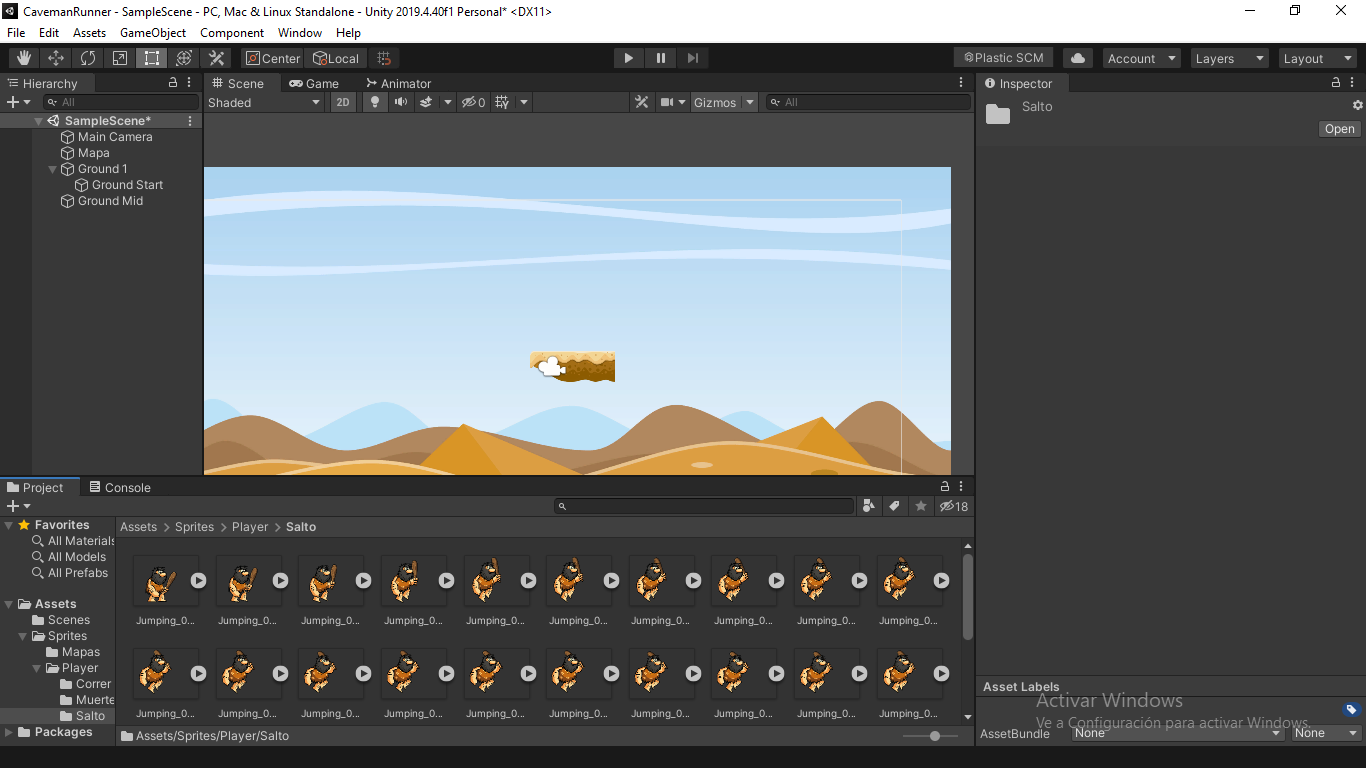 CavemanRunner - SampleScene - PC, Mac & Linux Standalone - Unity 2019.4.40f1 Personal* <DX11>
File Edit Assets GameObject Component Window Help
Center Local Plastic SCM Account Layers Layout
Hierarchy
All
SampleScene*
Main Camera
Mapa
Ground 1
Ground Start
Ground Mid
Scene Game Animator
Shaded 2D 0 Gizmos All
Inspector
Salto
Open
Project Console
18
Favorites
All Materials
All Models
All Prefabs
Assets
Scenes
Sprites
Mapas
Player
Correr
Muerte
Salto
Packages
Assets > Sprites > Player > Salto
Jumping_0... Jumping_0... Jumping_0... Jumping_0... Jumping_0... Jumping_0... Jumping_0... Jumping_0... Jumping_0... Jumping_0...
Jumping_0... Jumping_0... Jumping_0... Jumping_0... Jumping_0... Jumping_0... Jumping_0... Jumping_0... Jumping_0... Jumping_0...
Assets/Sprites/Player/Salto
Asset Labels
Activar Windows
Ve a Configuración para activar Windows.
AssetBundle None None